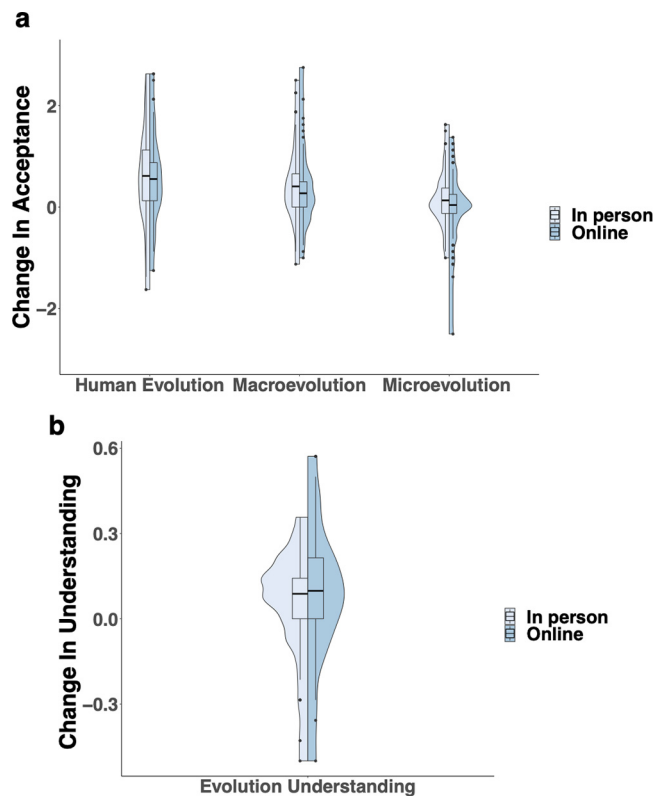 a
Change In Acceptance
2
0
−2
Human Evolution Macroevolution Microevolution
In person
Online
b
Change In Understanding
0.6
0.3
0.0
−0.3
Evolution Understanding
In person
Online